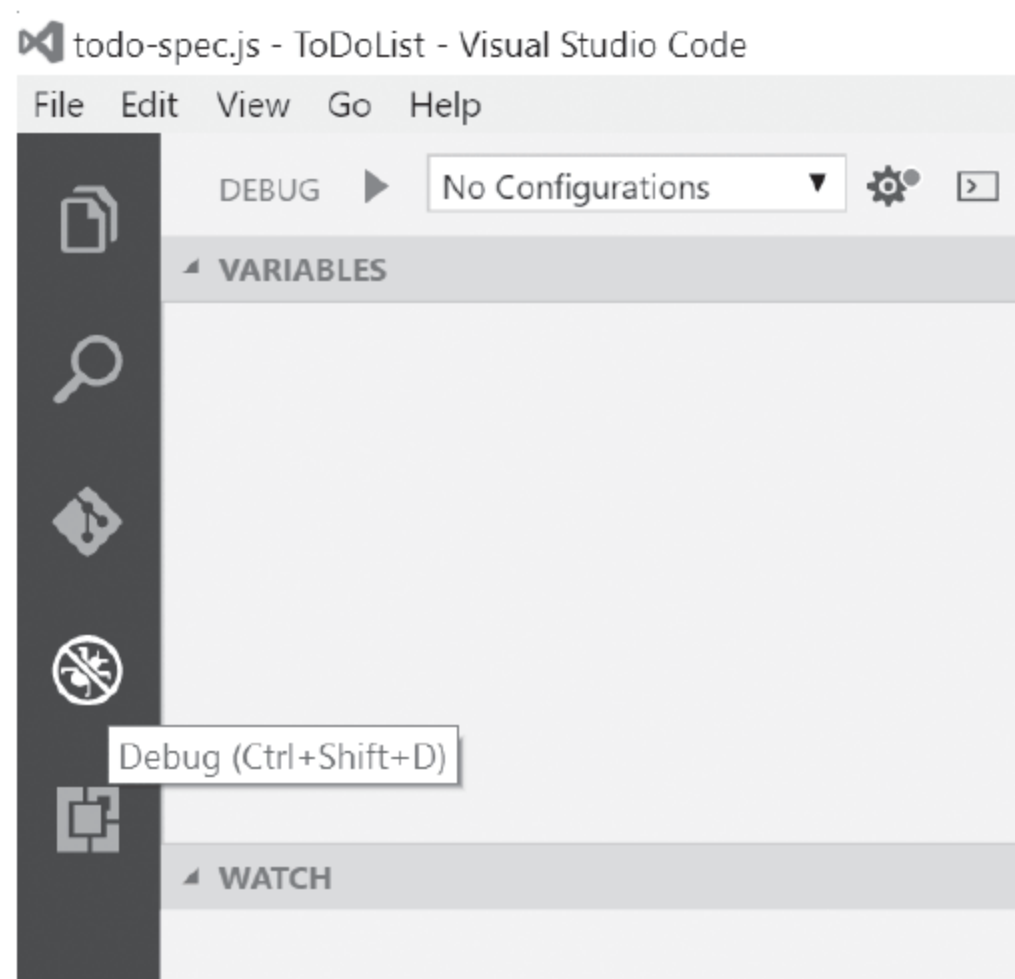 todo-spec.js - ToDoList - Visual Studio Code
File Edit View Go Help
DEBUG No Configurations
VARIABLES
Debug (Ctrl+Shift+D)
WATCH